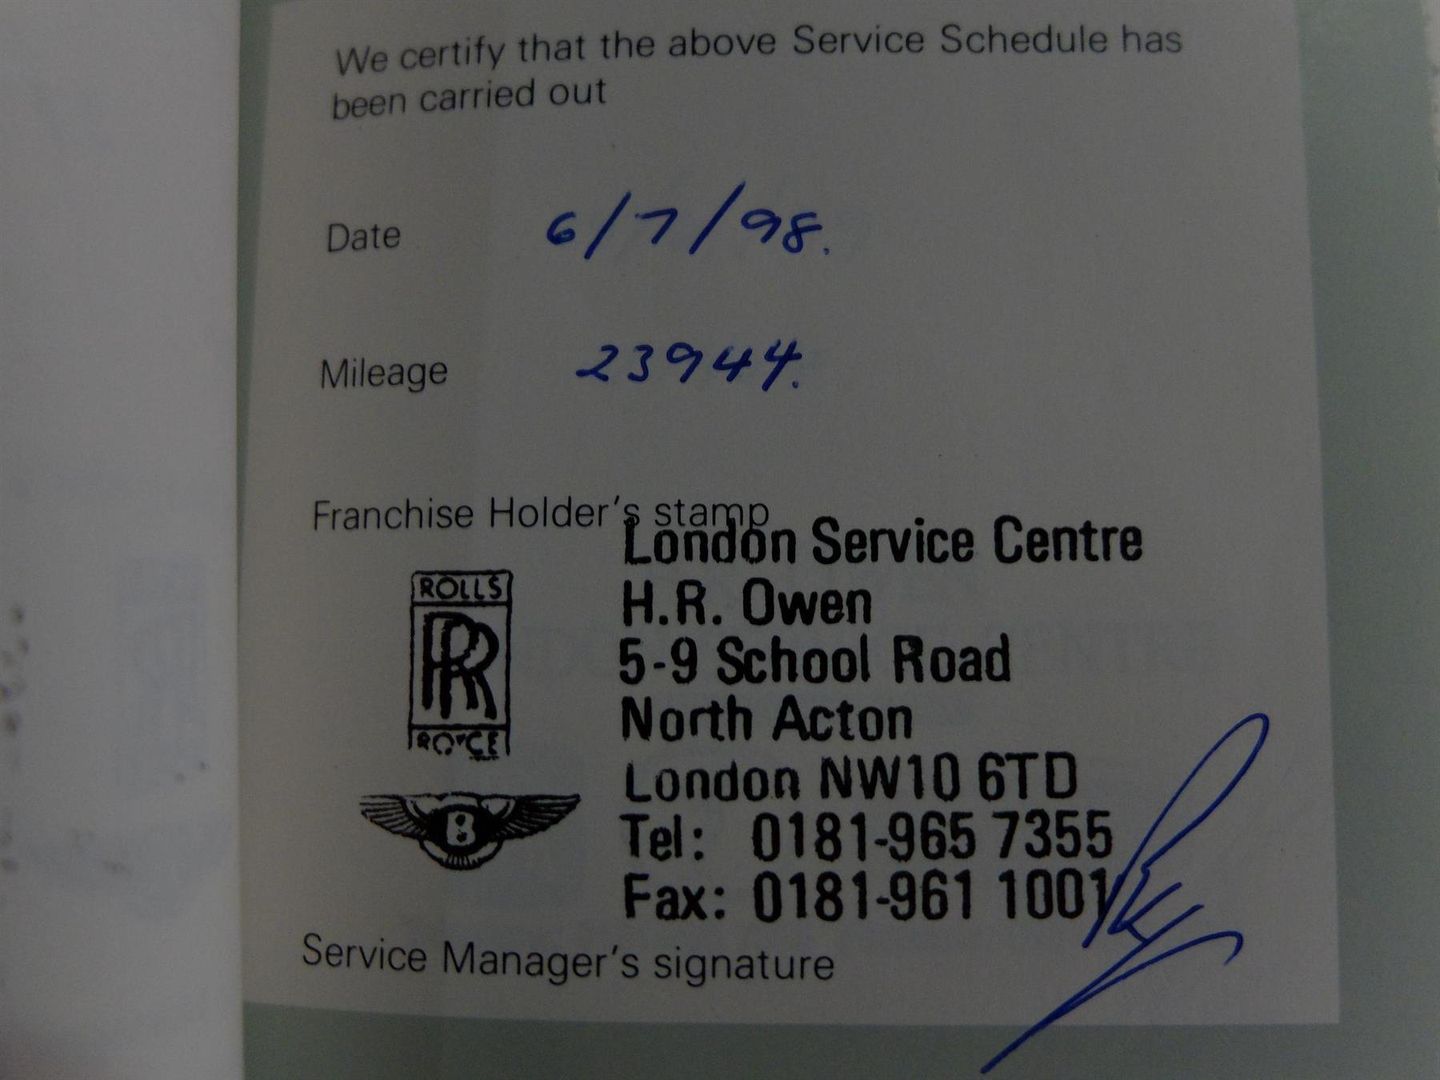 We certify that the above Service Schedule has
been carried out
Date 6/7/98.
Mileage 23944.
Franchise Holder's stamp
London Service Centre
H.R. Owen
5-9 School Road
North Acton
London NW10 6TD
Tel: 0181-965 7355
Fax: 0181-961 1001
ROLLS
RR
ROYCE
B
Service Manager's signature